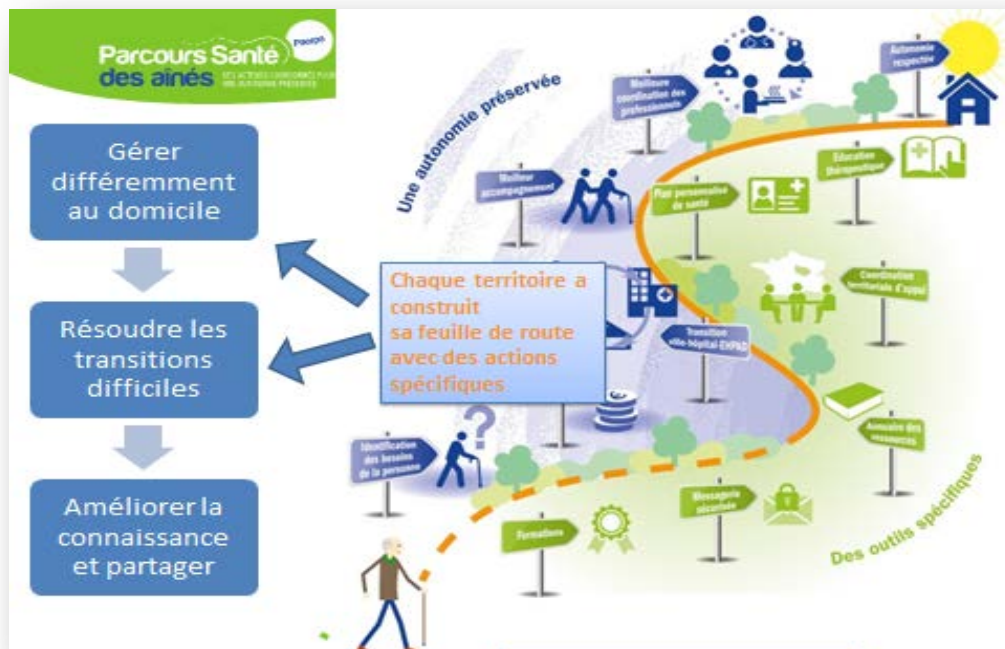 Parcours Santé
des aînés
Paerpa
Gérer
différemment
au domicile
Résoudre les
transitions
difficiles
Améliorer la
connaissance
et partager
Chaque territoire a
construit
sa feuille de route
avec des actions
spécifiques
Une autonomie préservée
Meilleure
coordination des
professionnels
Autonomie
respectée
Meilleur
accompagnement
Plan personnalisé
de santé
Education
thérapeutique
Coordination
territoriale d'appui
Transition
ville-hôpital-EHPAD
Identification
des besoins
de la personne
?
Annuaire des
ressources
Messagerie
sécurisée
Formations
Des outils spécifiques